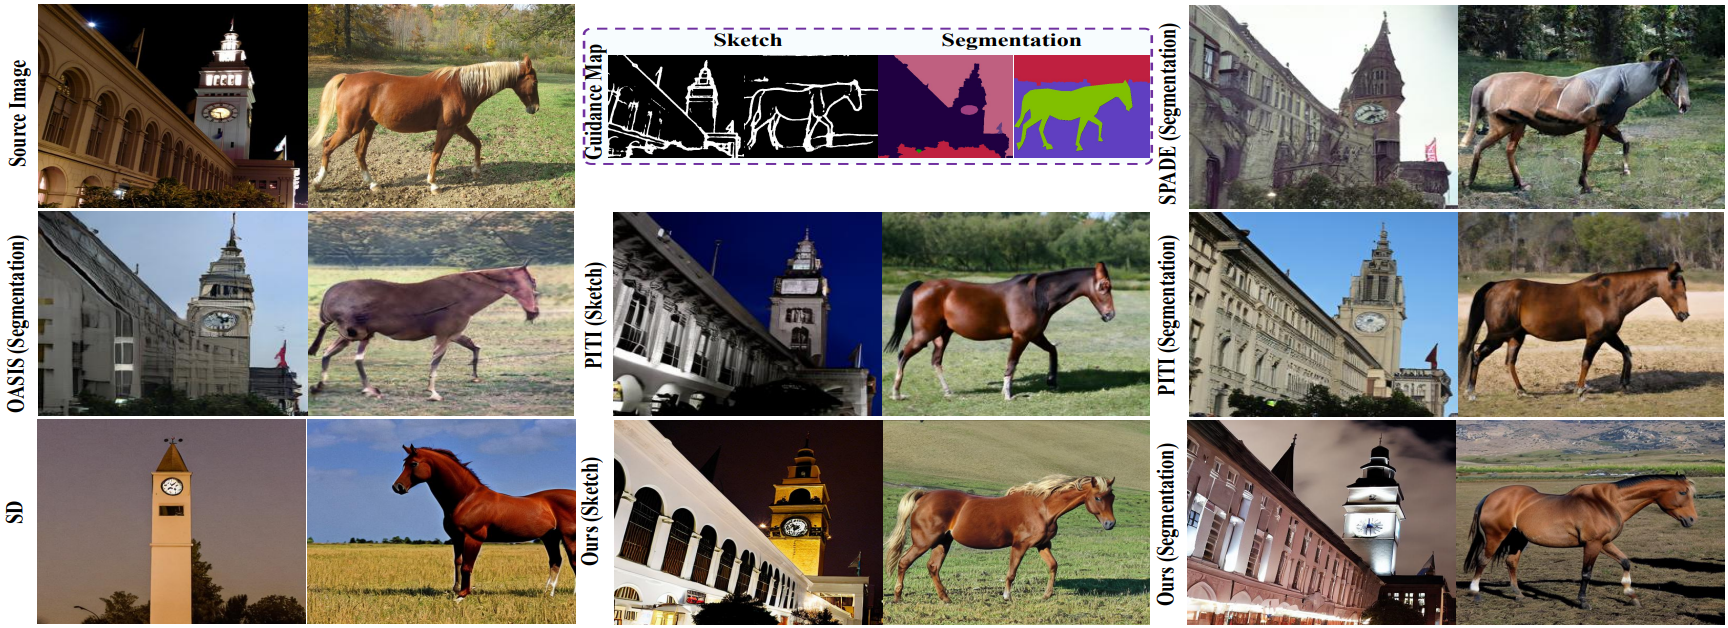 Source Image
Guidance Map
Sketch
Segmentation
SPADE (Segmentation)
OASIS (Segmentation)
PITI (Sketch)
PITI (Segmentation)
SD
Ours (Sketch)
Ours (Segmentation)